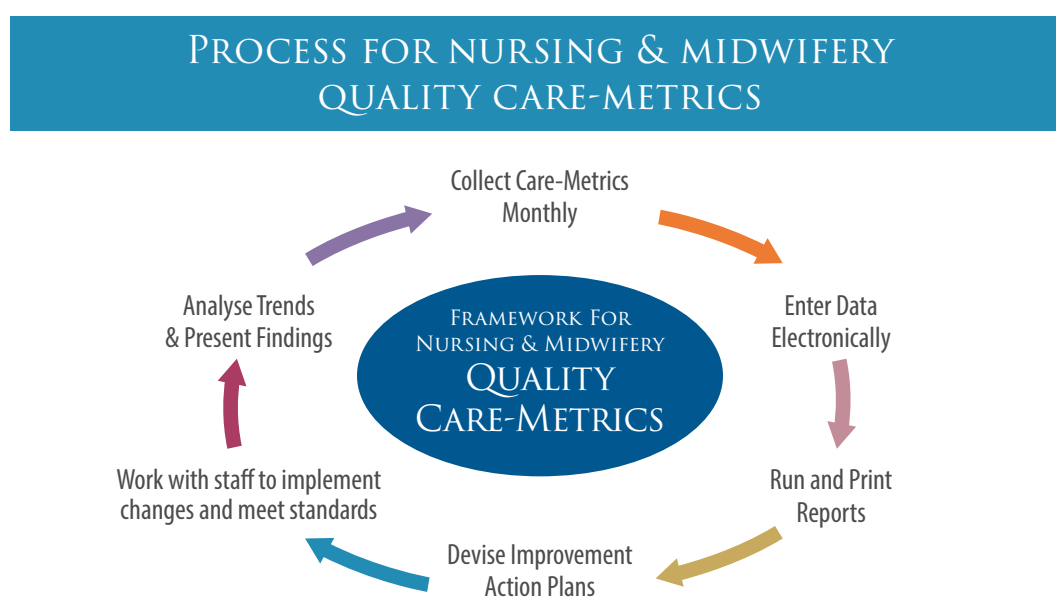 PROCESS FOR NURSING & MIDWIFERY
QUALITY CARE-METRICS
Collect Care-Metrics
Monthly
Enter Data
Electronically
Run and Print
Reports
Devise Improvement
Action Plans
Work with staff to implement
changes and meet standards
Analyse Trends
& Present Findings
FRAMEWORK FOR
NURSING & MIDWIFERY
QUALITY
CARE-METRICS